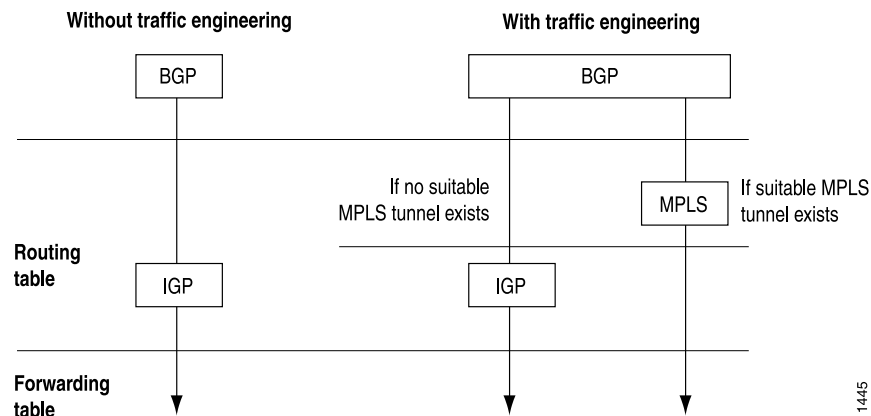 Without traffic engineering
With traffic engineering
BGP
BGP
If no suitable
MPLS tunnel exists
MPLS
If suitable MPLS
tunnel exists
Routing
table
IGP
IGP
Forwarding
table
1445